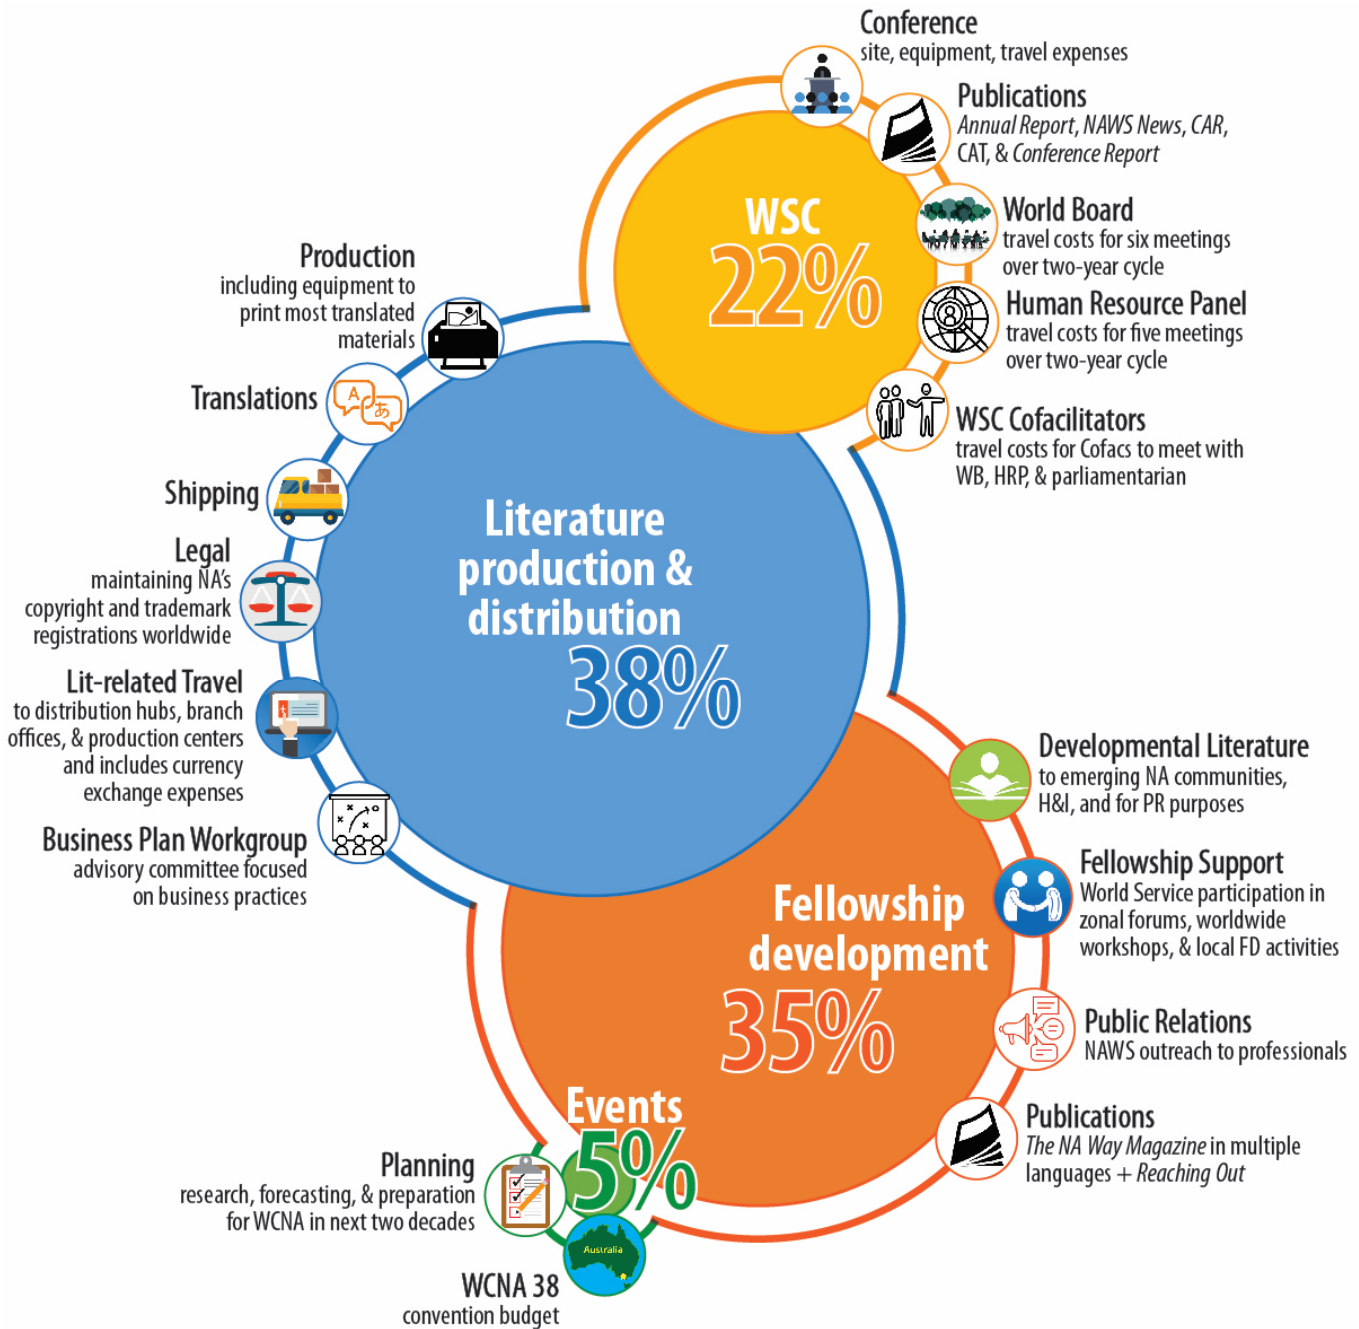 Conference
site, equipment, travel expenses
Publications
Annual Report, NAWS News, CAR,
CAT, & Conference Report
WSC
22%
World Board
travel costs for six meetings
over two-year cycle
Human Resource Panel
travel costs for five meetings
over two-year cycle
WSC Cofacilitators
travel costs for Cofacs to meet with
WB, HRP, & parliamentarian
Production
including equipment to
print most translated
materials
Translations
A
あ
Shipping
Legal
maintaining NA's
copyright and trademark
registrations worldwide
Lit-related Travel
to distribution hubs, branch
offices, & production centers
and includes currency
exchange expenses
Business Plan Workgroup
advisory committee focused
on business practices
Literature
production &
distribution
38%
Developmental Literature
to emerging NA communities,
H&I, and for PR purposes
Fellowship Support
World Service participation in
zonal forums, worldwide
workshops, & local FD activities
Public Relations
NAWS outreach to professionals
Publications
The NA Way Magazine in multiple
languages + Reaching Out
Fellowship
development
35%
Events
5%
Planning
research, forecasting, & preparation
for WCNA in next two decades
Australia
WCNA 38
convention budget